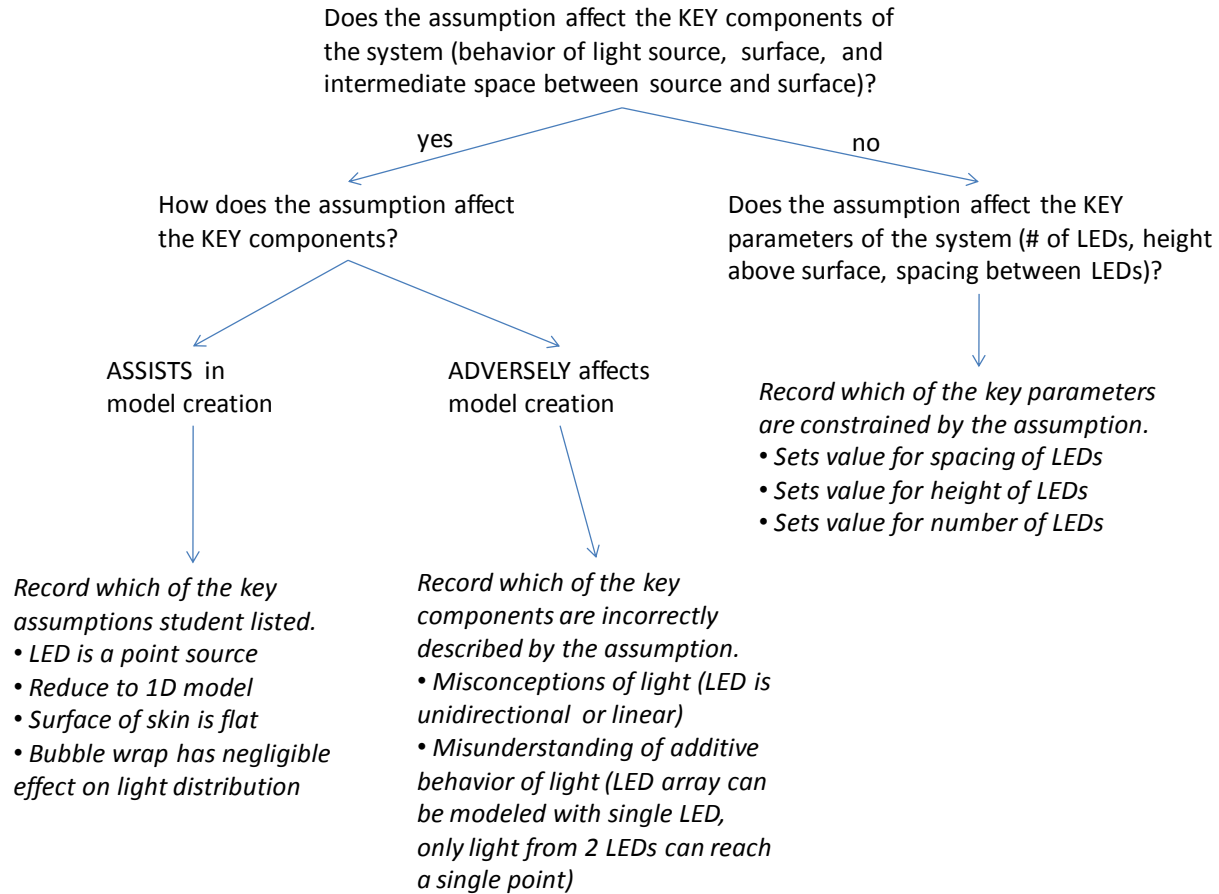 Does the assumption affect the KEY components of
the system (behavior of light source, surface, and
intermediate space between source and surface)?
yes
no
How does the assumption affect
the KEY components?
Does the assumption affect the KEY
parameters of the system (# of LEDs, height
above surface, spacing between LEDs)?
ASSISTS in
model creation
ADVERSELY affects
model creation
Record which of the key parameters
are constrained by the assumption.
• Sets value for spacing of LEDs
• Sets value for height of LEDs
• Sets value for number of LEDs
Record which of the key
assumptions student listed.
• LED is a point source
• Reduce to 1D model
• Surface of skin is flat
• Bubble wrap has negligible
effect on light distribution
Record which of the key
components are incorrectly
described by the assumption.
• Misconceptions of light (LED is
unidirectional or linear)
• Misunderstanding of additive
behavior of light (LED array can
be modeled with single LED,
only light from 2 LEDs can reach
a single point)